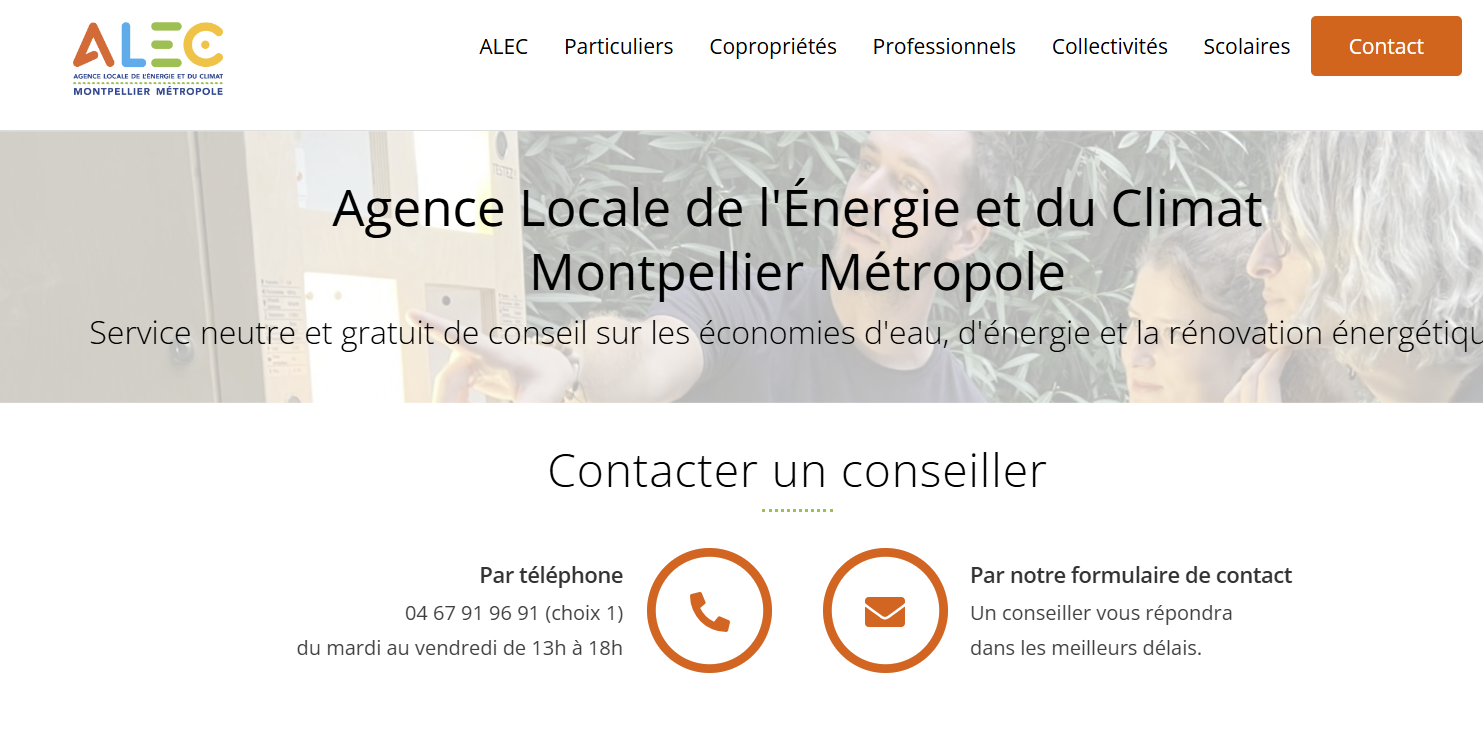 ALEC
AGENCE LOCALE DE L'ÉNERGIE ET DU CLIMAT
MONTPELLIER MÉTROPOLE
ALEC Particuliers Copropriétés Professionnels Collectivités Scolaires Contact
Agence Locale de l'Énergie et du Climat
Montpellier Métropole
Service neutre et gratuit de conseil sur les économies d'eau, d'énergie et la rénovation énergétiqu
Contacter un conseiller
Par téléphone
04 67 91 96 91 (choix 1)
du mardi au vendredi de 13h à 18h
Par notre formulaire de contact
Un conseiller vous répondra
dans les meilleurs délais.